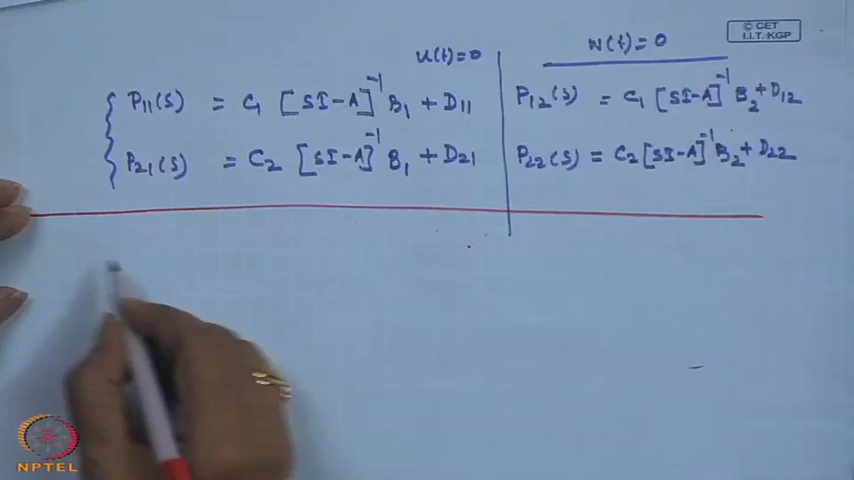 © CET
I.I.T. KGP
u(t)=0
w(t)=0
P₁₁(s) = C₁ [SI-A]⁻¹ B₁ + D₁₁
P₁₂(s) = C₁ [SI-A]⁻¹ B₂ + D₁₂
P₂₁(s) = C₂ [SI-A]⁻¹ B₁ + D₂₁
P₂₂(s) = C₂ [SI-A]⁻¹ B₂ + D₂₂
NPTEL